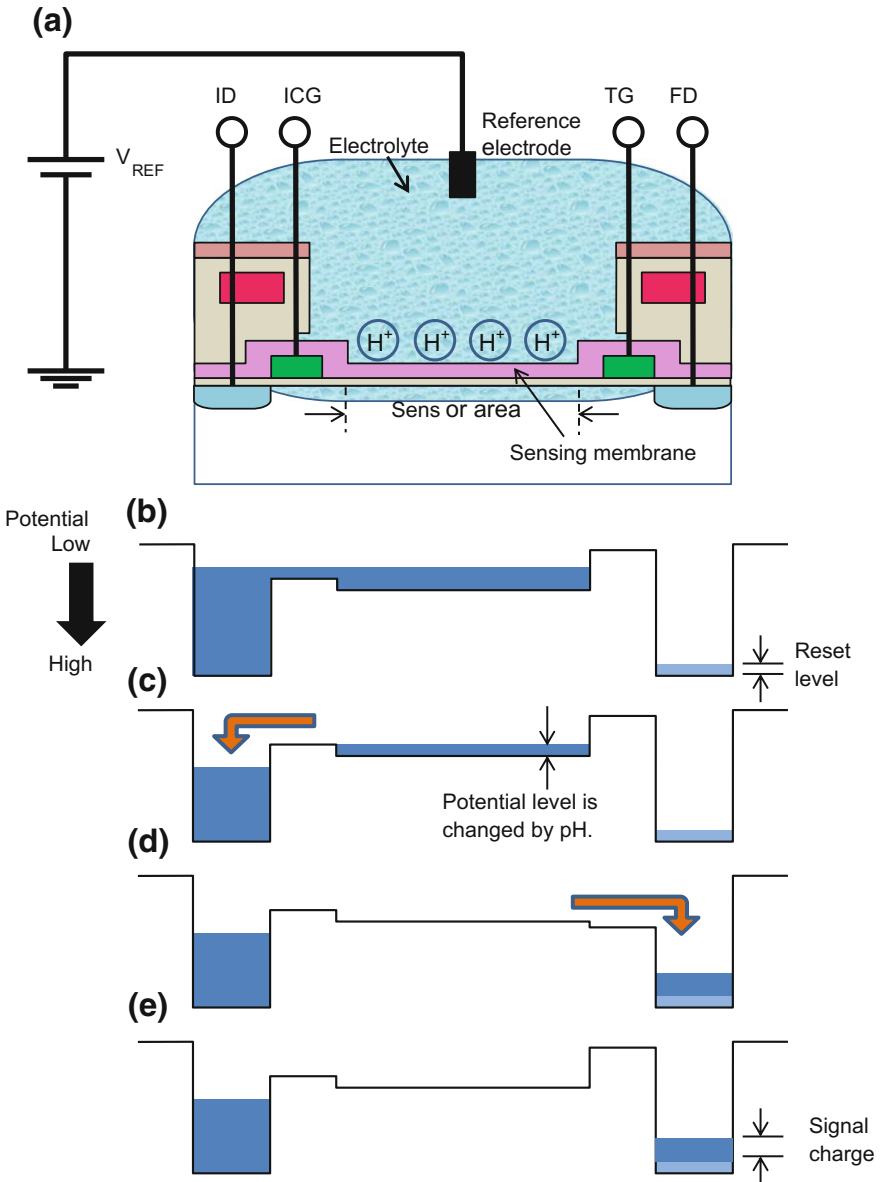 (a)
ID
ICG
TG
FD
Reference
electrode
Electrolyte
V REF
H+
H+
H+
H+
Sens or area
Sensing membrane
(b)
Potential
Low
High
Reset
level
(c)
Potential level is
changed by pH.
(d)
(e)
Signal
charge